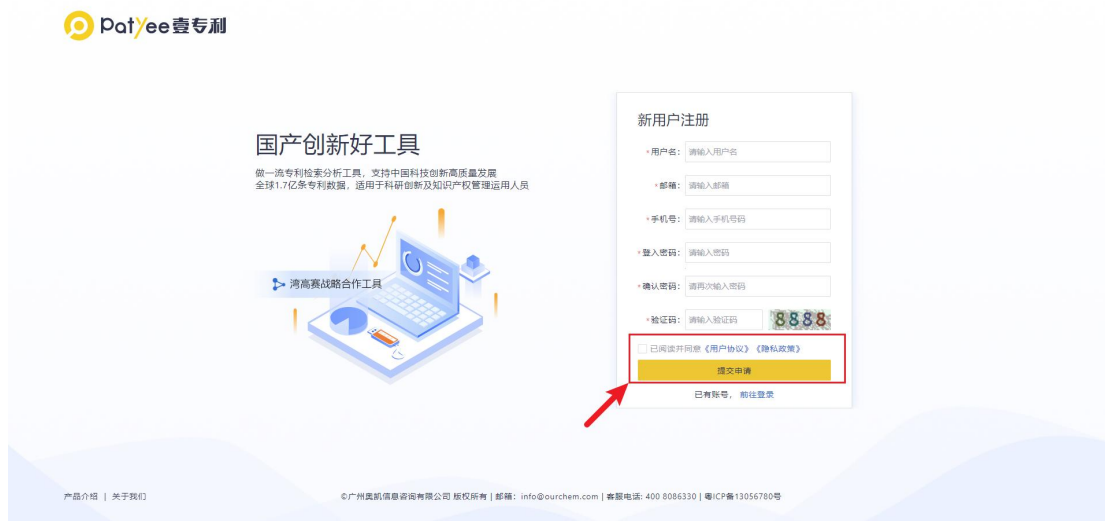 Patyee壹专利
国产创新好工具
做一流专利检索分析工具，支持中国科技创新高质量发展
全球1.7亿条专利数据，适用于科研创新及知识产权管理运用人员
湾高赛战略合作工具
新用户注册
*用户名： 请输入用户名
*邮箱： 请输入邮箱
*手机号： 请输入手机号码
*登入密码： 请输入密码
*确认密码： 请再次输入密码
*验证码： 请输入验证码 8888
已阅读并同意《用户协议》《隐私政策》
提交申请
已有账号， 前往登录
产品介绍 | 关于我们
©广州奥凯信息咨询有限公司 版权所有 | 邮箱：info@ourchem.com | 客服电话: 400 8086330 | 粤ICP备13056780号